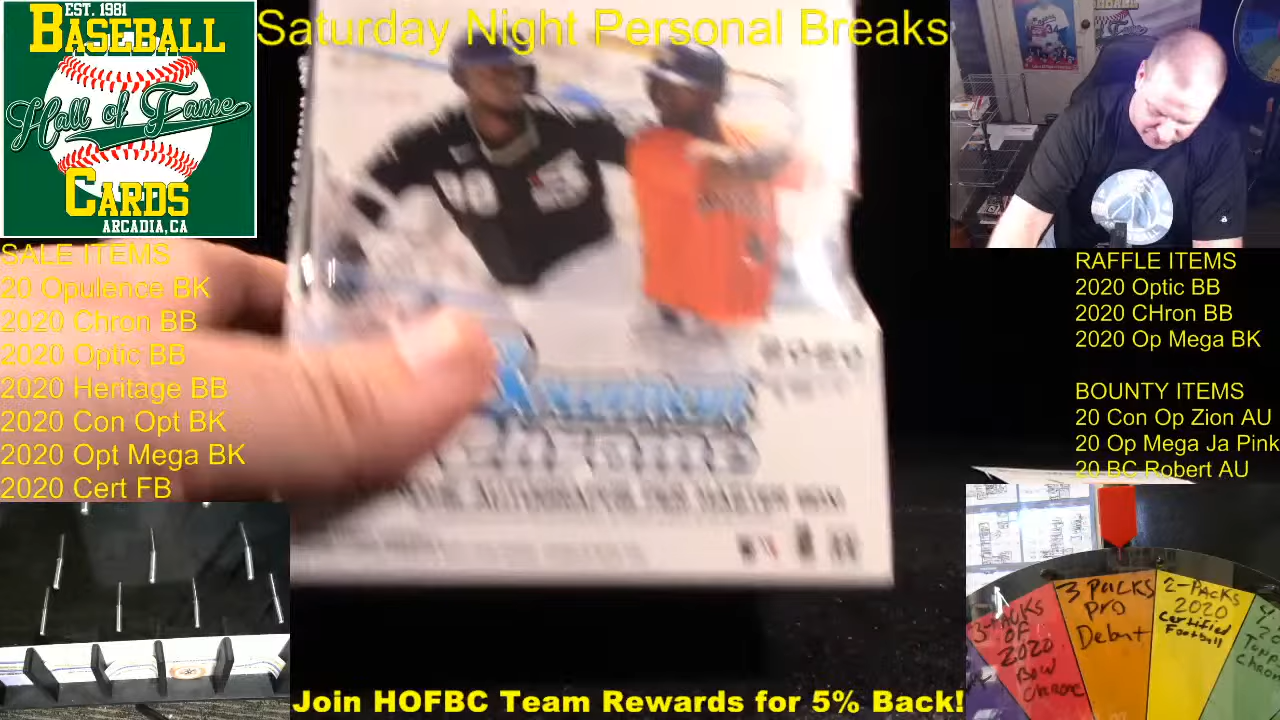 EST. 1981
BASEBALL
Hall of Fame
CARDS
ARCADIA, CA
Saturday Night Personal Breaks
SALE ITEMS
20 Opulence BK
2020 Chron BB
2020 Optic BB
2020 Heritage BB
2020 Con Opt BK
2020 Opt Mega BK
2020 Cert FB
RAFFLE ITEMS
2020 Optic BB
2020 CHron BB
2020 Op Mega BK
BOUNTY ITEMS
20 Con Op Zion AU
20 Op Mega Ja Pink
20 BC Robert AU
2020
3-PACKS
OF
2020
BOW
CHROME
3 PACKS
PRO
Debut
2-PACKS
2020
Certified
Football
Join HOFBC Team Rewards for 5% Back!